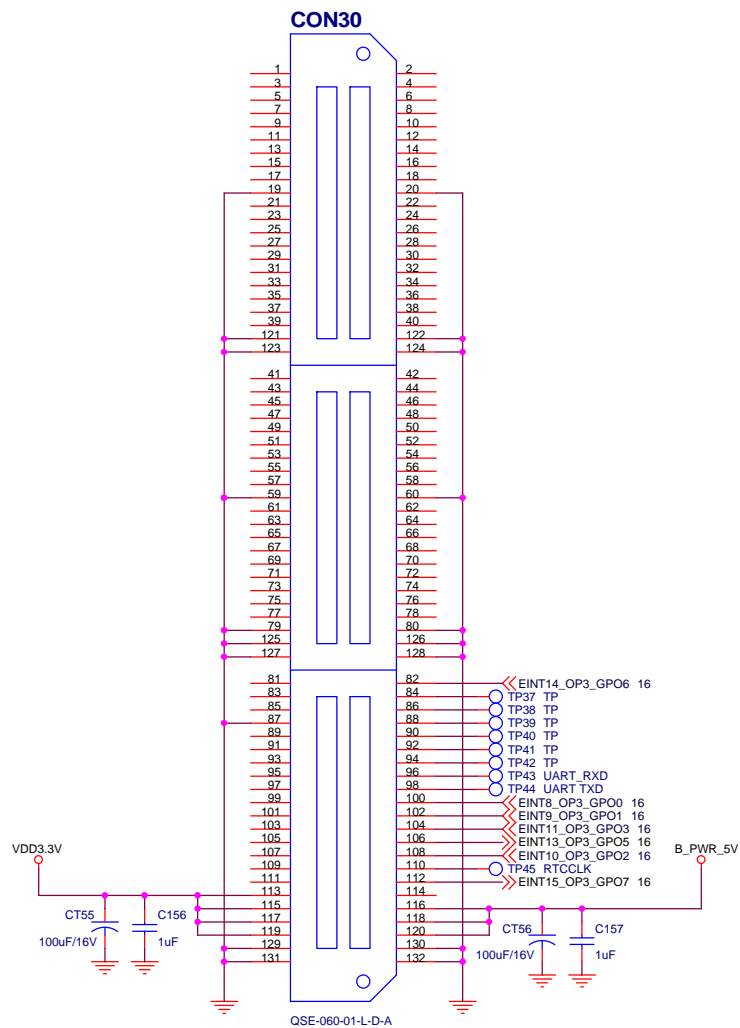 CON30
1 2
3 4
5 6
7 8
9 10
11 12
13 14
15 16
17 18
19 20
21 22
23 24
25 26
27 28
29 30
31 32
33 34
35 36
37 38
39 40
121 122
123 124
41 42
43 44
45 46
47 48
49 50
51 52
53 54
55 56
57 58
59 60
61 62
63 64
65 66
67 68
69 70
71 72
73 74
75 76
77 78
79 80
125 126
127 128
81 82 EINT14_OP3_GPO6 16
83 84 TP37 TP
85 86 TP38 TP
87 88 TP39 TP
89 90 TP40 TP
91 92 TP41 TP
93 94 TP42 TP
95 96 TP43 UART_RXD
97 98 TP44 UART TXD
99 100 EINT8_OP3_GPO0 16
101 102 EINT9_OP3_GPO1 16
103 104 EINT11_OP3_GPO3 16
105 106 EINT13_OP3_GPO5 16
VDD3.3V 107 108 EINT10_OP3_GPO2 16 B_PWR_5V
109 110 TP45 RTCCLK
111 112 EINT15_OP3_GPO7 16
113 114
115 116
117 118
119 120
129 130
131 132
CT55 C156 CT56 C157
100uF/16V 1uF 100uF/16V 1uF
QSE-060-01-L-D-A